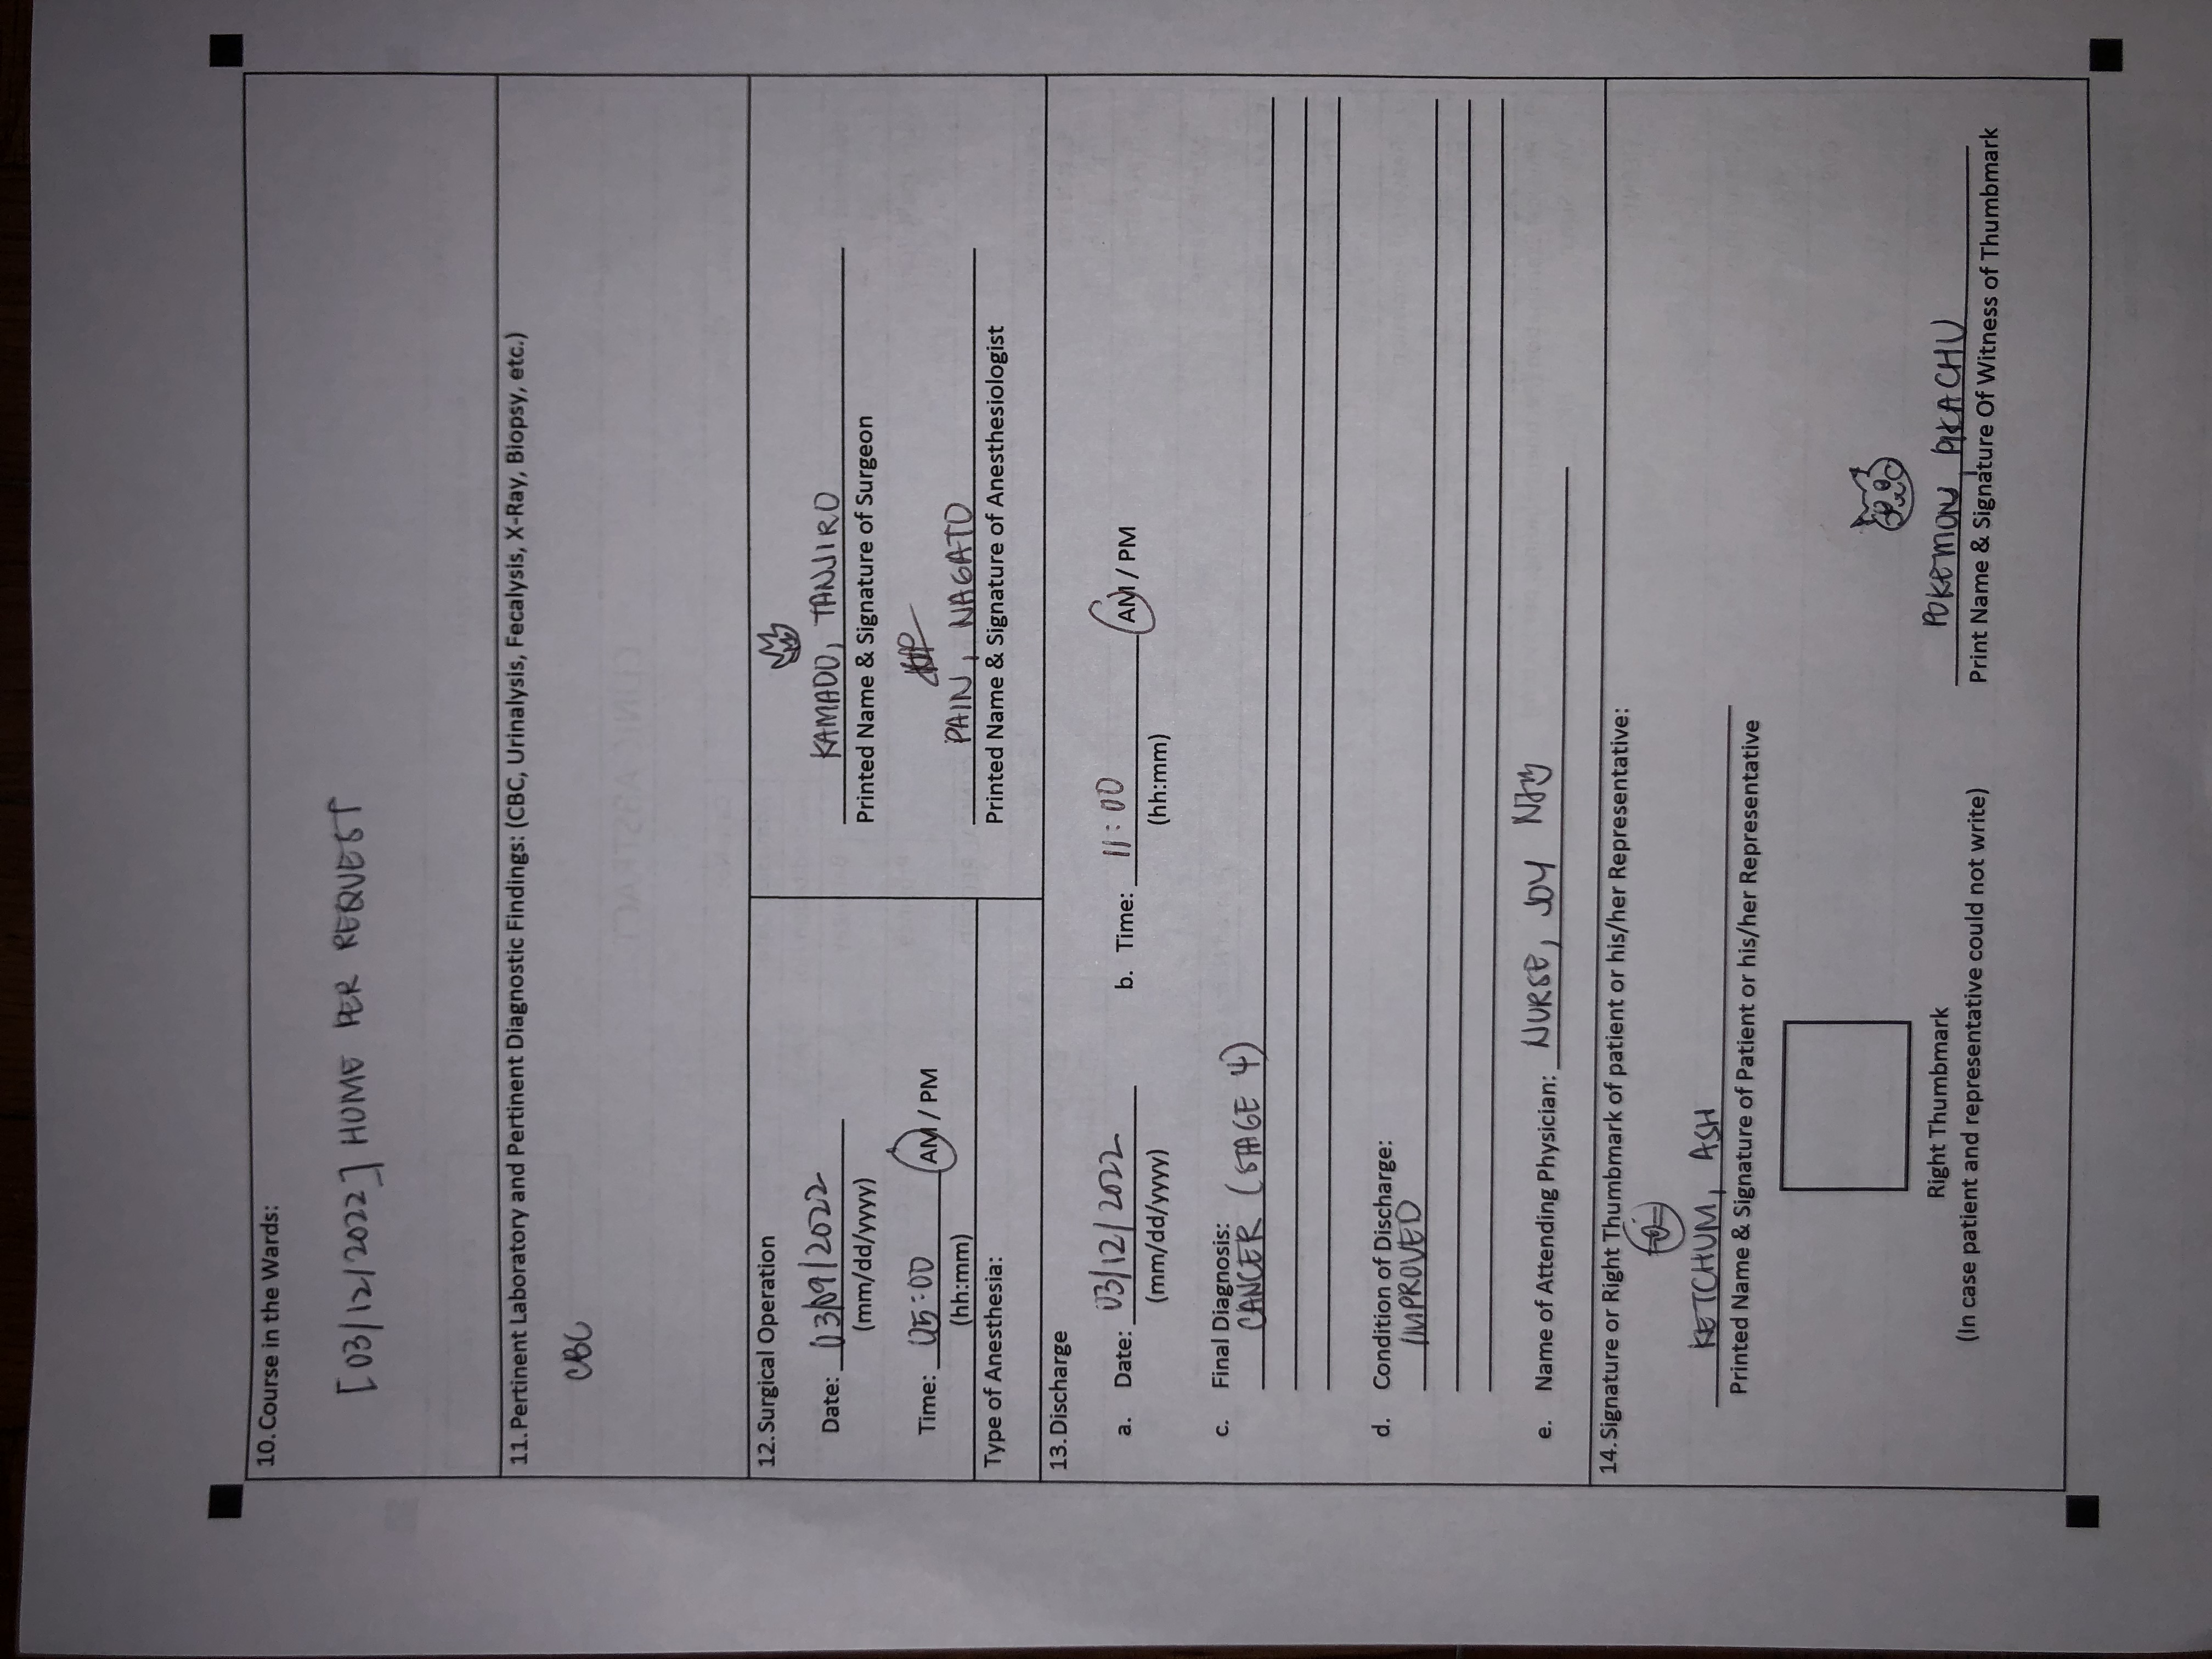 10. Course in the Wards:
[03/12/2022] HOME PER REQUEST
11. Pertinent Laboratory and Pertinent Diagnostic Findings: (CBC, Urinalysis, Fecalysis, X-Ray, Biopsy, etc.)
CBC
12. Surgical Operation
Date: 03/09/2022
(mm/dd/yyyy)
Time: 05:00 AM / PM
(hh:mm)
Type of Anesthesia:
KAMADO, TANJIRO
Printed Name & Signature of Surgeon
PAIN, NAGATO
Printed Name & Signature of Anesthesiologist
13. Discharge
a. Date: 03/12/2022 b. Time: 11:00 AM / PM
(mm/dd/yyyy) (hh:mm)
c. Final Diagnosis:
CANCER (STAGE 4)
d. Condition of Discharge:
IMPROVED
e. Name of Attending Physician: NURSE, JOY
14. Signature or Right Thumbmark of patient or his/her Representative:
KETCHUM, ASH
Printed Name & Signature of Patient or his/her Representative
Right Thumbmark
(In case patient and representative could not write)
POKEMON, PIKACHU
Print Name & Signature Of Witness of Thumbmark